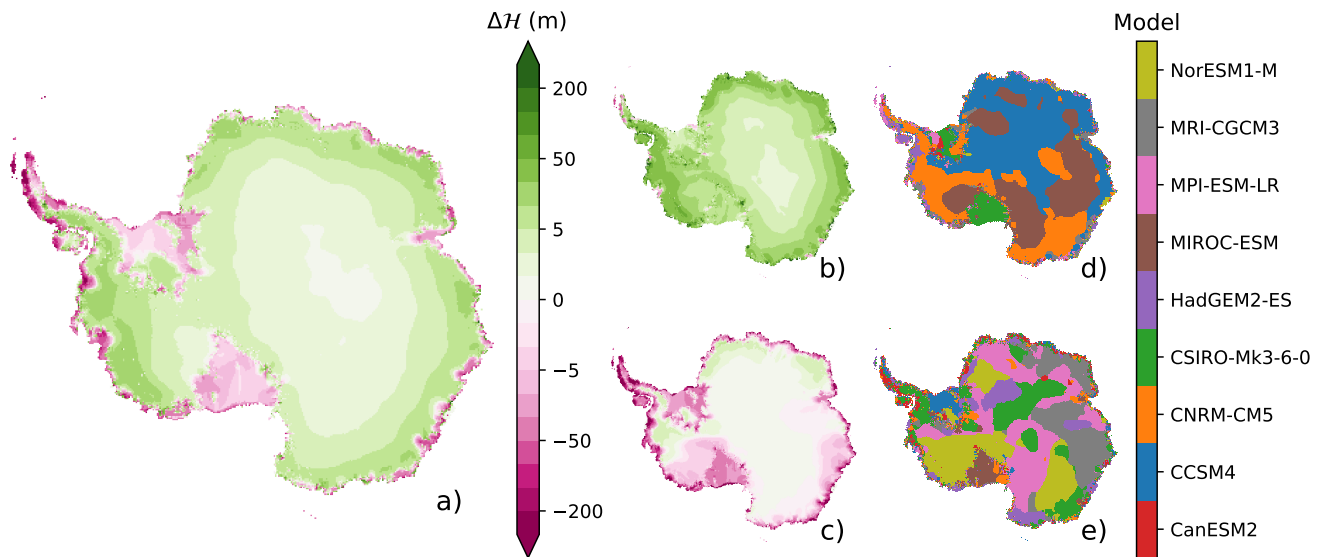 Δℋ (m)
200
50
5
0
−5
−50
−200
a)
b)
c)
d)
e)
Model
NorESM1-M
MRI-CGCM3
MPI-ESM-LR
MIROC-ESM
HadGEM2-ES
CSIRO-Mk3-6-0
CNRM-CM5
CCSM4
CanESM2